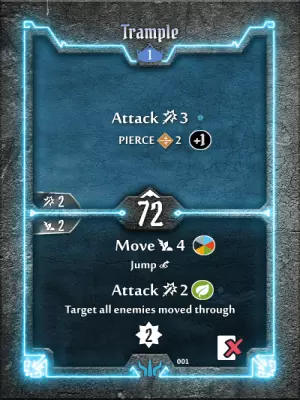 Trample
1
Attack 3
PIERCE 2 +1
2
72
2
Move 4
Jump
Attack 2
Target all enemies moved through
2
001